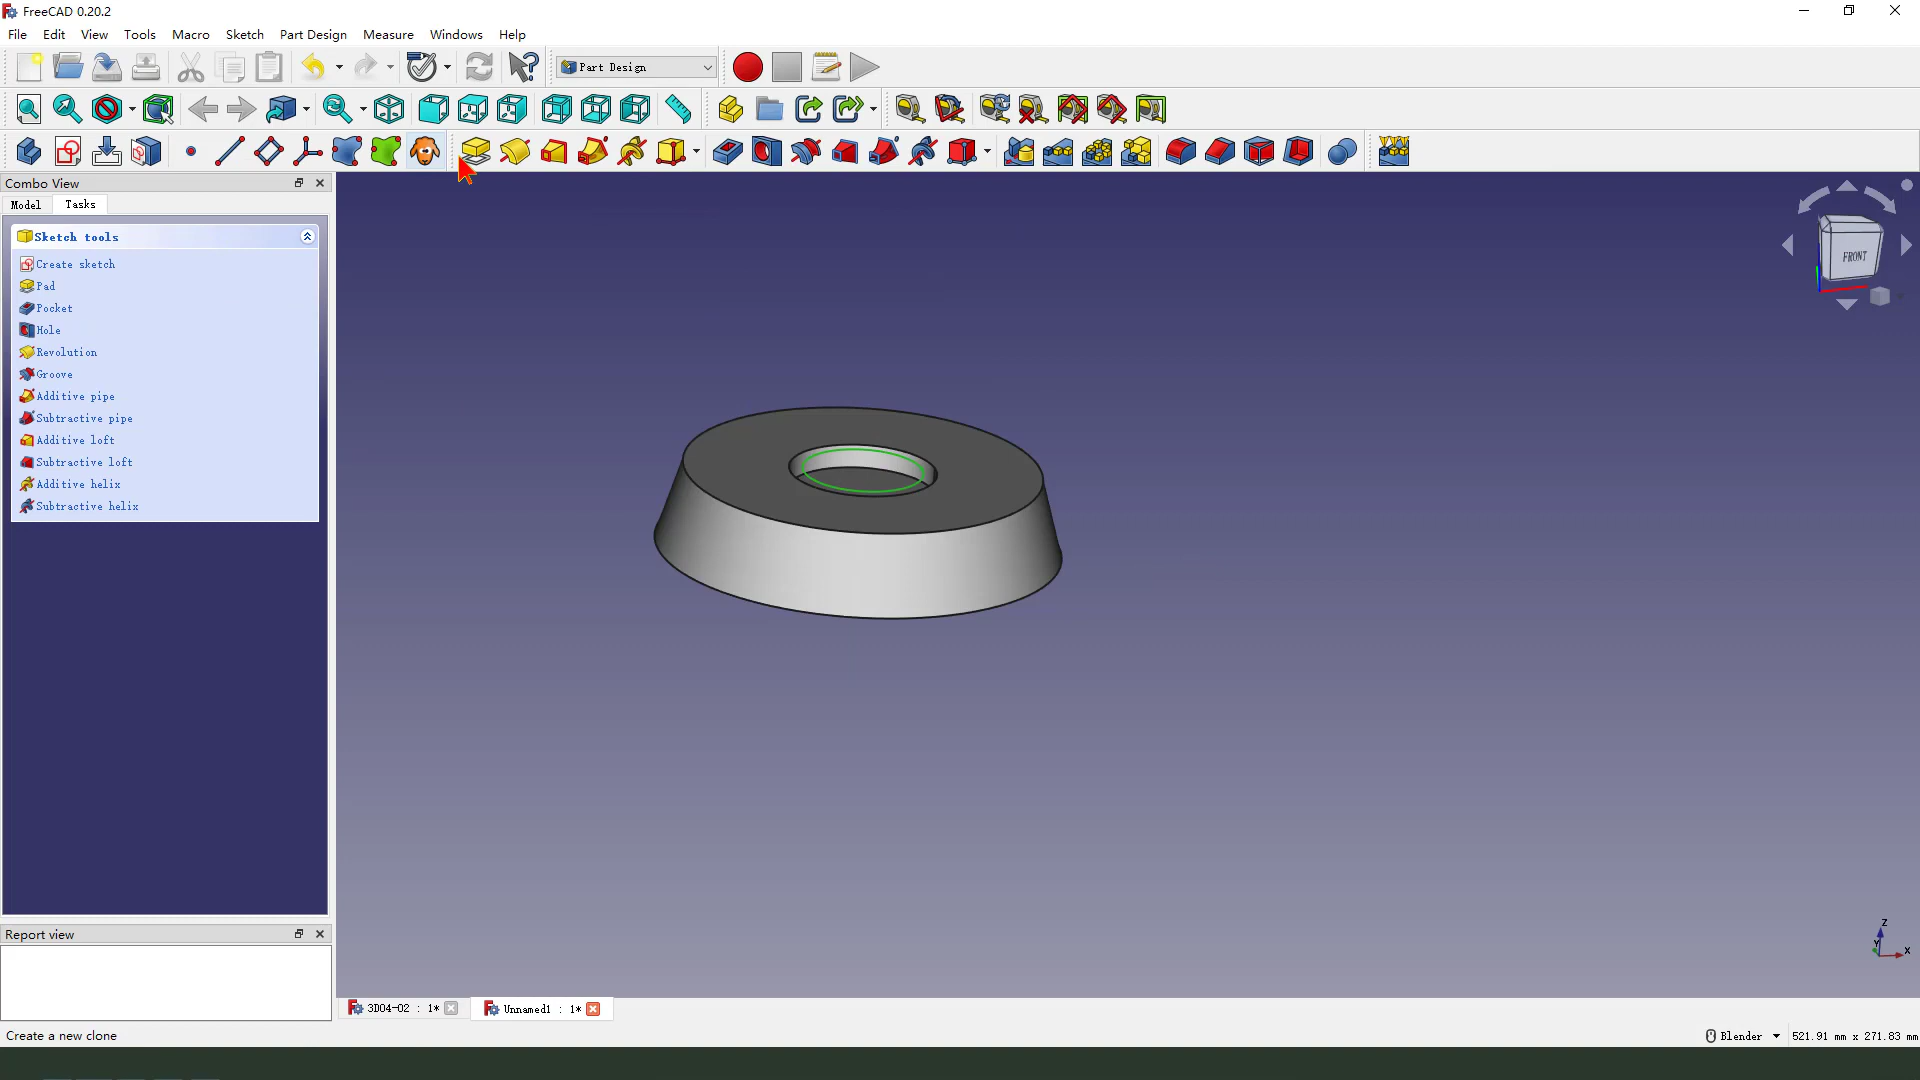 FreeCAD 0.20.2
File Edit View Tools Macro Sketch Part Design Measure Windows Help
Part Design
Combo View
Model Tasks
Sketch tools
Create sketch
Pad
Pocket
Hole
Revolution
Groove
Additive pipe
Subtractive pipe
Additive loft
Subtractive loft
Additive helix
Subtractive helix
FRONT
Z
Y
X
Report view
3D04-02 : 1*
Unnamed1 : 1*
Create a new clone
Blender
521.91 mm x 271.83 mm